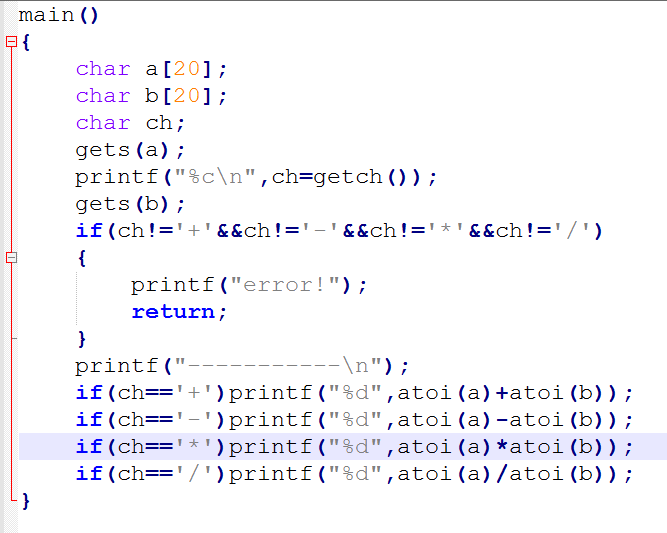 main()
{
char a[20];
char b[20];
char ch;
gets(a);
printf("%c\n",ch=getch());
gets(b);
if(ch!='+'&&ch!='-'&&ch!='*'&&ch!='/')
{
printf("error!");
return;
}
printf("-----------\n");
if(ch=='+')printf("%d",atoi(a)+atoi(b));
if(ch=='-')printf("%d",atoi(a)-atoi(b));
if(ch=='*')printf("%d",atoi(a)*atoi(b));
if(ch=='/')printf("%d",atoi(a)/atoi(b));
}